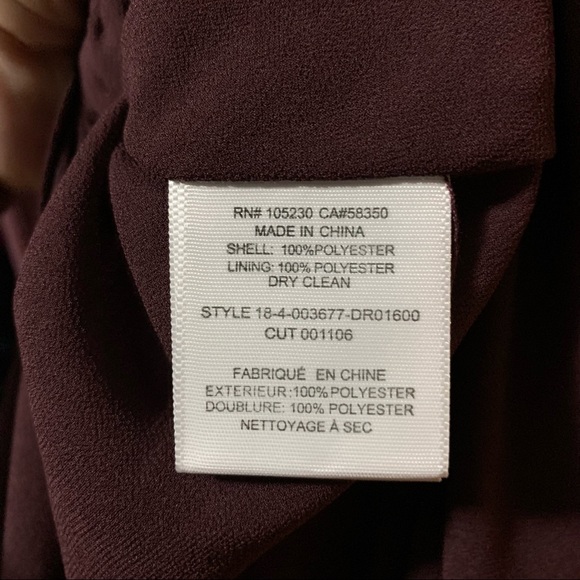 RN# 105230 CA#58350
MADE IN CHINA
SHELL: 100%POLYESTER
LINING: 100% POLYESTER
DRY CLEAN
STYLE 18-4-003677-DR01600
CUT 001106
FABRIQUÉ EN CHINE
EXTERIEUR:100%POLYESTER
DOUBLURE: 100% POLYESTER
NETTOYAGE À SEC